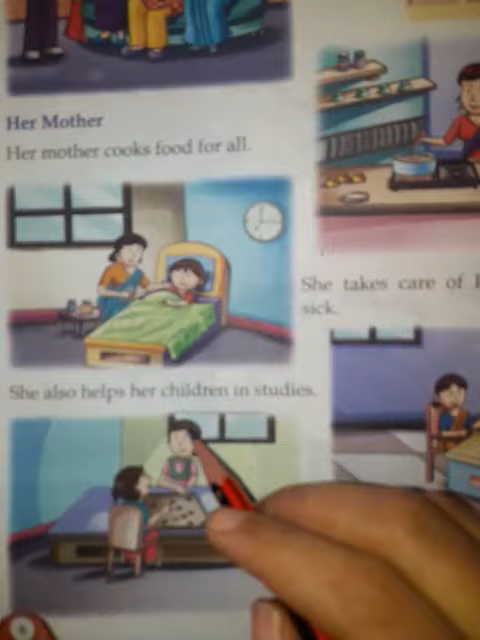 Her Mother
Her mother cooks food for all.
She takes care of
sick.
She also helps her children in studies.